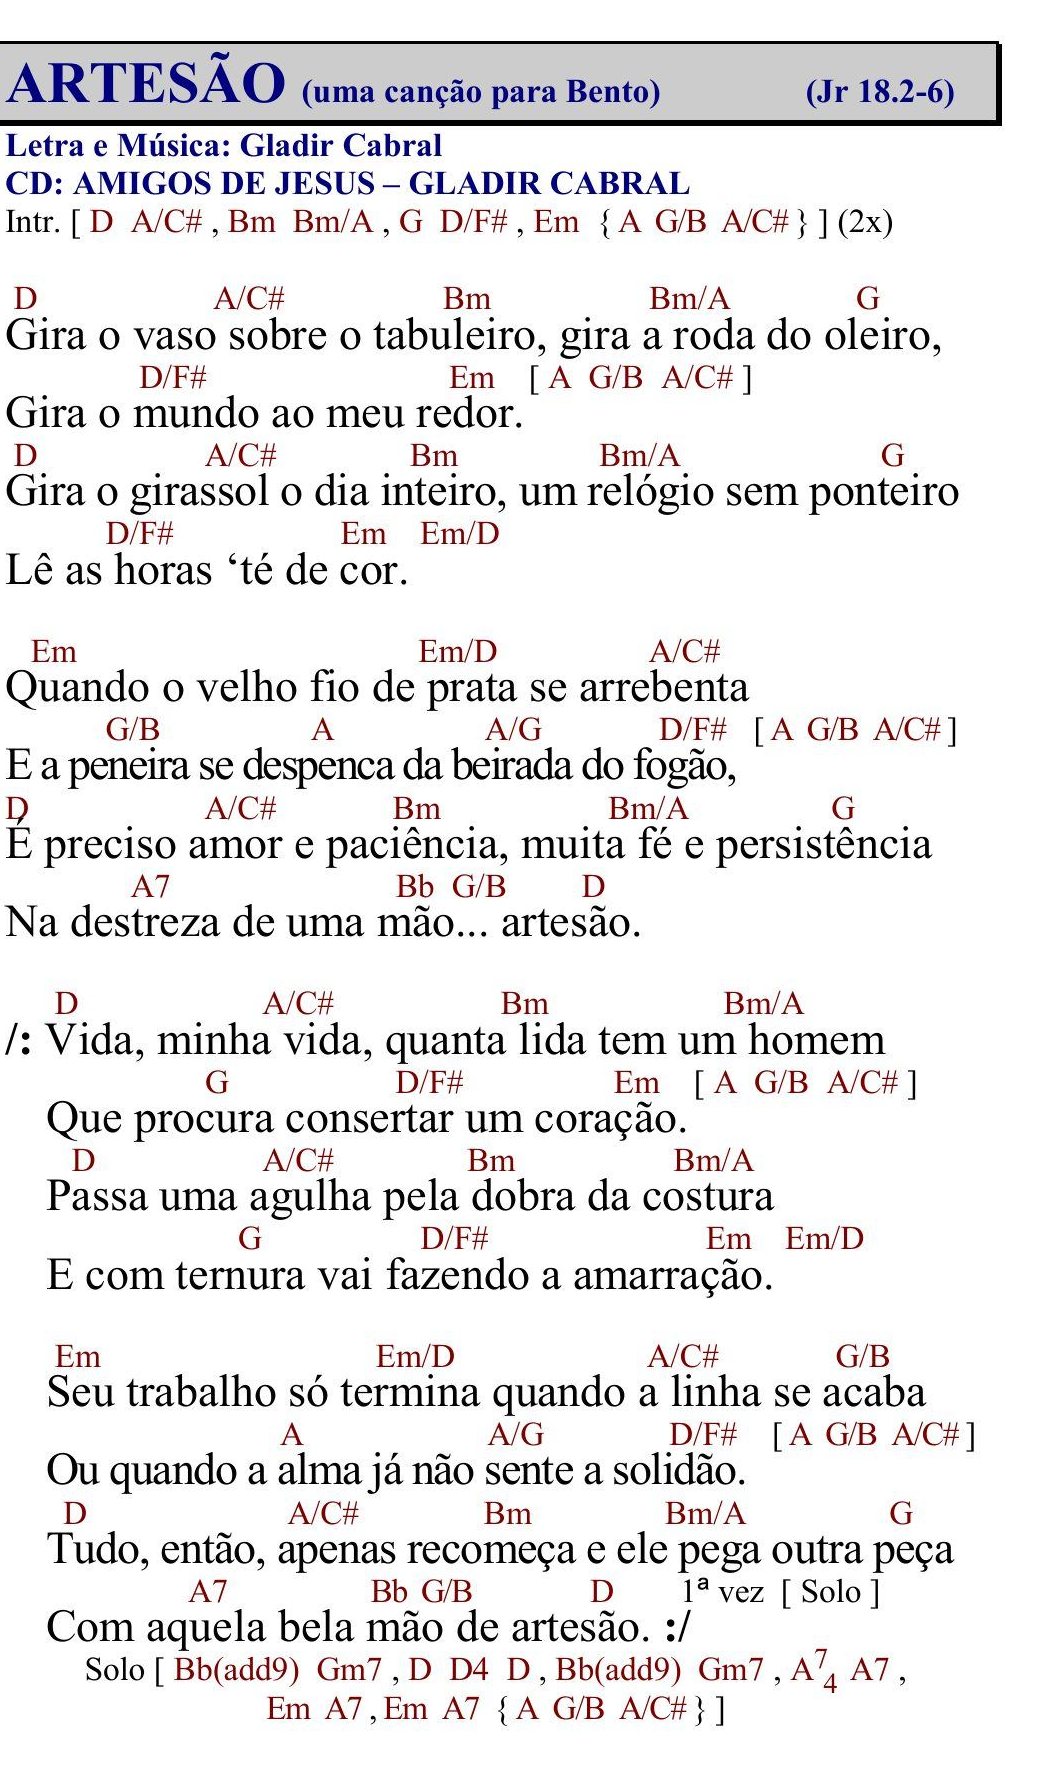 ARTESÃO (uma canção para Bento) (Jr 18.2-6)
Letra e Música: Gladir Cabral
CD: AMIGOS DE JESUS – GLADIR CABRAL
Intr. [ D A/C# , Bm Bm/A , G D/F# , Em { A G/B A/C# } ] (2x)
D A/C# Bm Bm/A G
Gira o vaso sobre o tabuleiro, gira a roda do oleiro,
D/F# Em [ A G/B A/C# ]
Gira o mundo ao meu redor.
D A/C# Bm Bm/A G
Gira o girassol o dia inteiro, um relógio sem ponteiro
D/F# Em Em/D
Lê as horas ‘té de cor.
Em Em/D A/C#
Quando o velho fio de prata se arrebenta
G/B A A/G D/F# [ A G/B A/C# ]
E a peneira se despenca da beirada do fogão,
D A/C# Bm Bm/A G
É preciso amor e paciência, muita fé e persistência
A7 Bb G/B D
Na destreza de uma mão... artesão.
D A/C# Bm Bm/A
/: Vida, minha vida, quanta lida tem um homem
G D/F# Em [ A G/B A/C# ]
Que procura consertar um coração.
D A/C# Bm Bm/A
Passa uma agulha pela dobra da costura
G D/F# Em Em/D
E com ternura vai fazendo a amarração.
Em Em/D A/C# G/B
Seu trabalho só termina quando a linha se acaba
A A/G D/F# [ A G/B A/C# ]
Ou quando a alma já não sente a solidão.
D A/C# Bm Bm/A G
Tudo, então, apenas recomeça e ele pega outra peça
A7 Bb G/B D 1ª vez [ Solo ]
Com aquela bela mão de artesão. :/
Solo [ Bb(add9) Gm7 , D D4 D , Bb(add9) Gm7 , A7/4 A7 ,
Em A7 , Em A7 { A G/B A/C# } ]